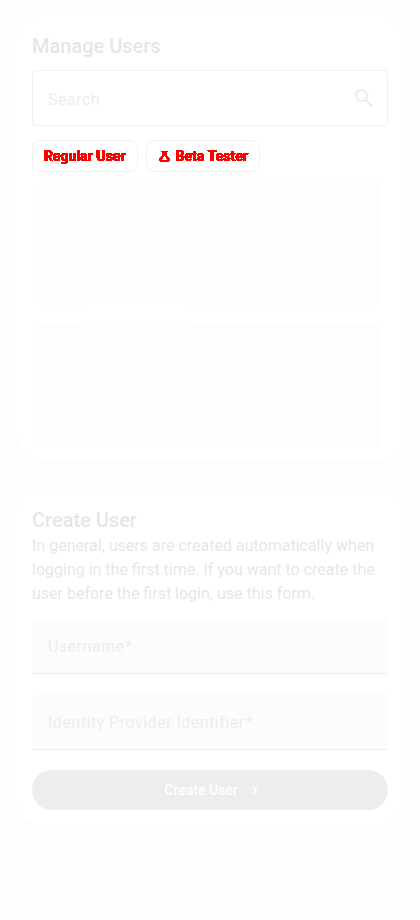 Manage Users
Search
Regular User
Beta Tester
Create User
In general, users are created automatically when
logging in the first time. If you want to create the
user before the first login, use this form.
Username*
Identity Provider Identifier*
Create User